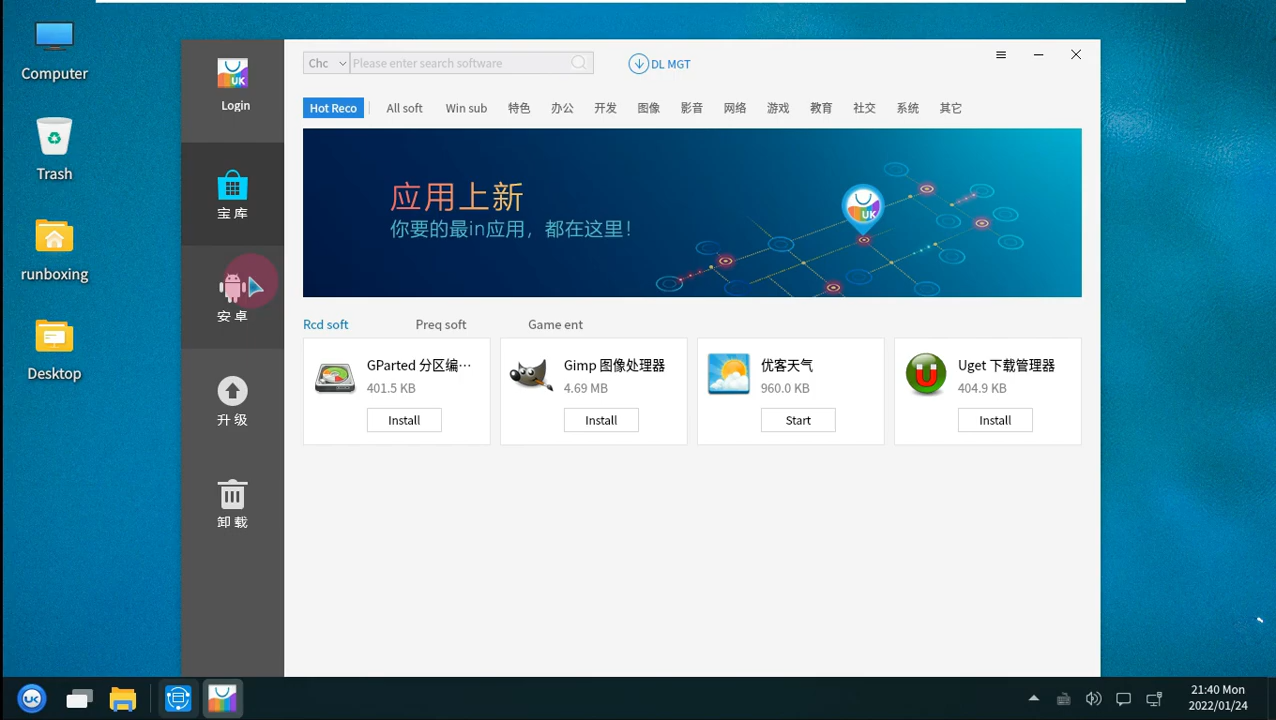 Computer
Trash
runboxing
Desktop
UK
Login
宝 库
安 卓
升 级
卸 载
Chc
Please enter search software
DL MGT
Hot Reco
All soft
Win sub
特色
办公
开发
图像
影音
网络
游戏
教育
社交
系统
其它
应用上新
你要的最in应用，都在这里！
UK
Rcd soft
Preq soft
Game ent
GParted 分区编···
401.5 KB
Install
Gimp 图像处理器
4.69 MB
Install
优客天气
960.0 KB
Start
Uget 下载管理器
404.9 KB
Install
UK
21:40 Mon
2022/01/24